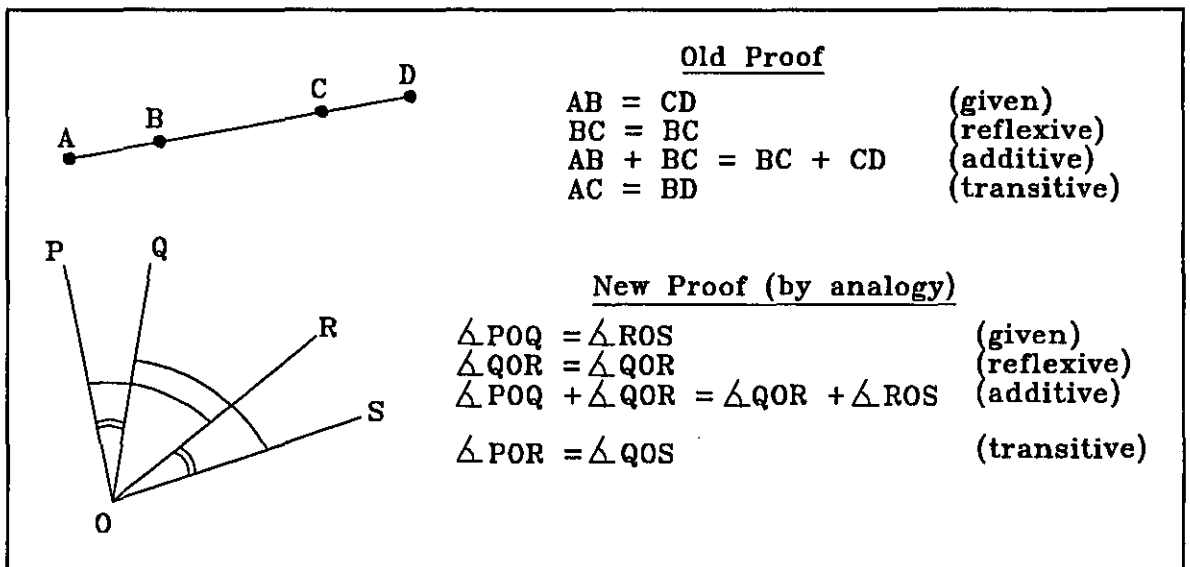 Old Proof
A B C D
AB = CD (given)
BC = BC (reflexive)
AB + BC = BC + CD (additive)
AC = BD (transitive)
P Q R S O
New Proof (by analogy)
∡POQ = ∡ROS (given)
∡QOR = ∡QOR (reflexive)
∡POQ + ∡QOR = ∡QOR + ∡ROS (additive)
∡POR = ∡QOS (transitive)